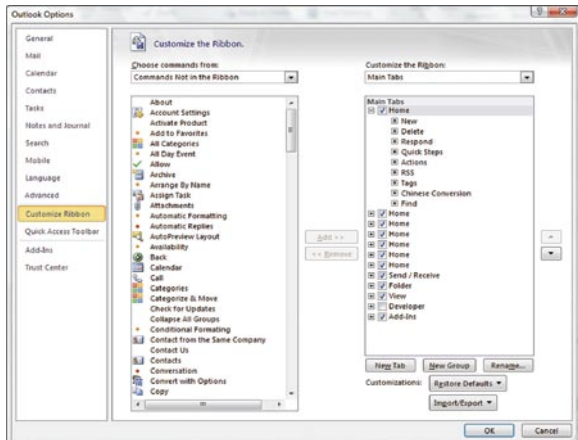 Outlook Options
General
Mail
Calendar
Contacts
Tasks
Notes and Journal
Search
Mobile
Language
Advanced
Customize Ribbon
Quick Access Toolbar
Add-Ins
Trust Center
Customize the Ribbon.
Choose commands from:
Commands Not in the Ribbon
About
Account Settings
Activate Product
Add to Favorites
All Categories
All Day Event
Allow
Archive
Arrange By Name
Assign Task
Attachments
Automatic Formatting
Automatic Replies
AutoPreview Layout
Availability
Back
Calendar
Call
Categories
Categorize & Move
Check for Updates
Collapse All Groups
Conditional Formating
Contact from the Same Company
Contact Us
Contacts
Conversation
Convert with Options
Copy
Add >>
<< Remove
Customize the Ribbon:
Main Tabs
Main Tabs
Home
New
Delete
Respond
Quick Steps
Actions
RSS
Tags
Chinese Conversion
Find
Home
Home
Home
Home
Home
Home
Send / Receive
Folder
View
Developer
Add-Ins
New Tab New Group Rename...
Customizations: Restore Defaults
Import/Export
OK Cancel